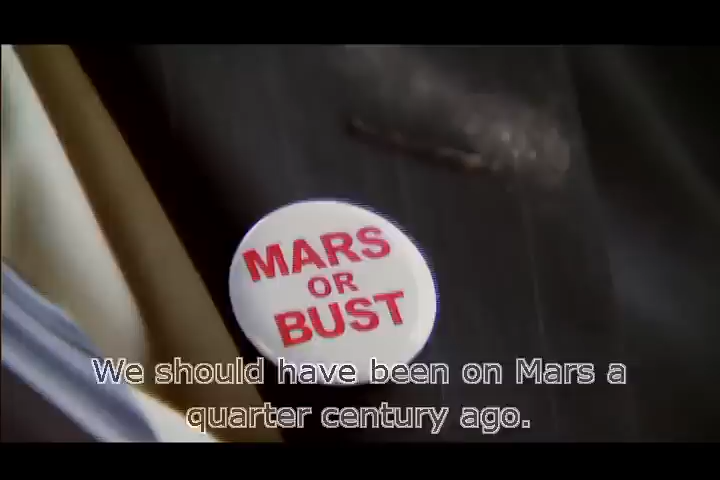 MARS
OR
BUST
We should have been on Mars a
quarter century ago.